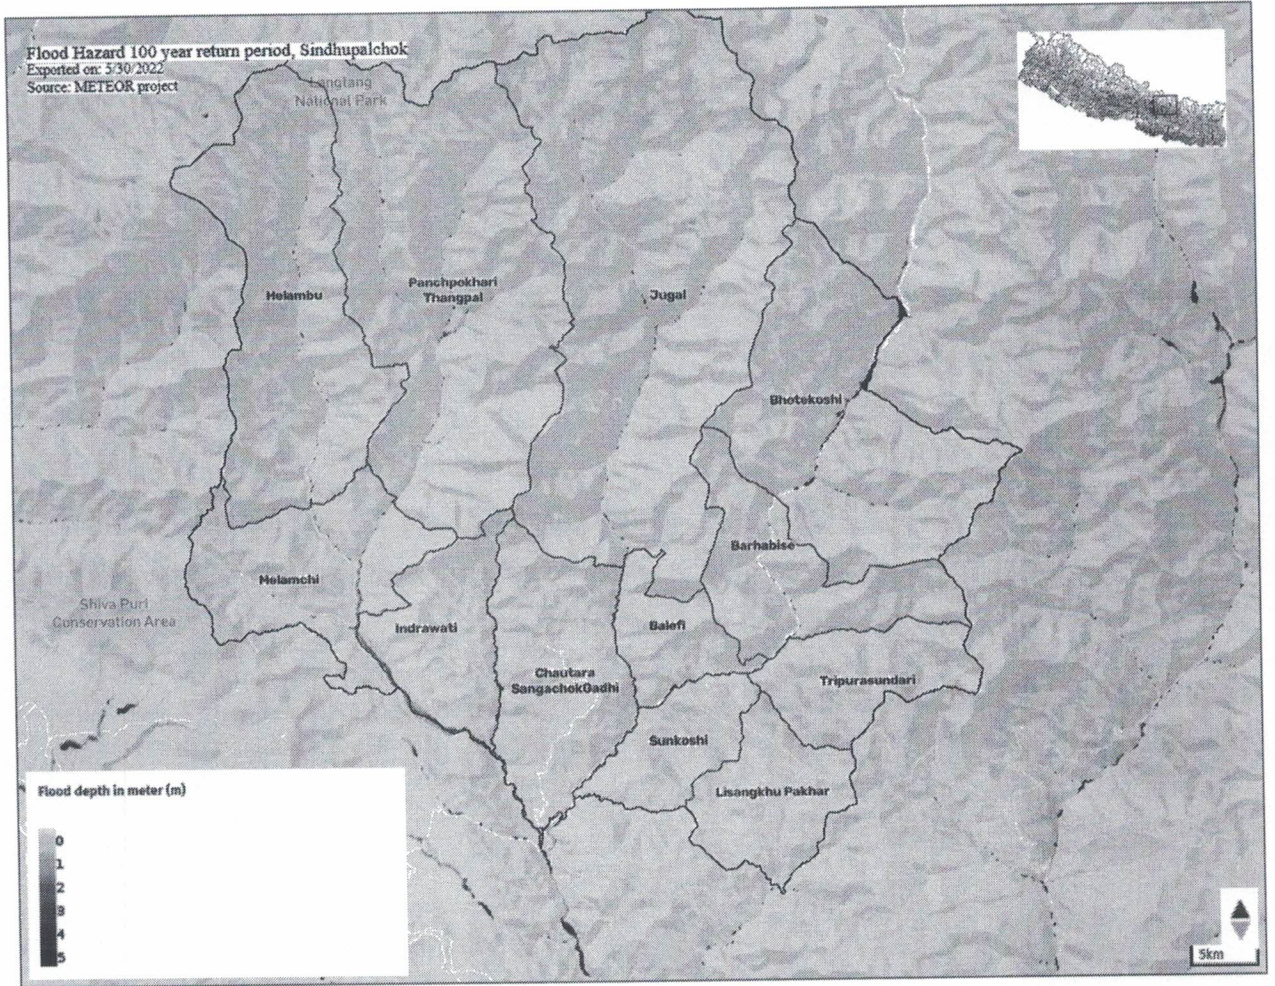 Flood Hazard 100 year return period, Sindhupalchok
Exported on: 5/30/2022
Source: METEOR project
Langtang
National Park
Helambu
Panchpokhari
Thangpal
Jugal
Bhotekoshi
Barhabise
Melamchi
Shiva Puri
Conservation Area
Indrawati
Balefi
Chautara
SangachokGadhi
Tripurasundari
Sunkoshi
Lisangkhu Pakhar
Flood depth in meter (m)
0
1
2
3
4
5
5km